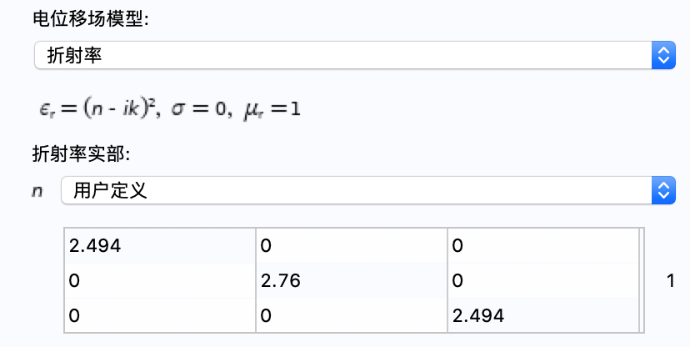 电位移场模型:
折射率
ϵᵣ = (n - ik)², σ = 0, μᵣ = 1
折射率实部:
n 用户定义
2.494 0 0
0 2.76 0 1
0 0 2.494